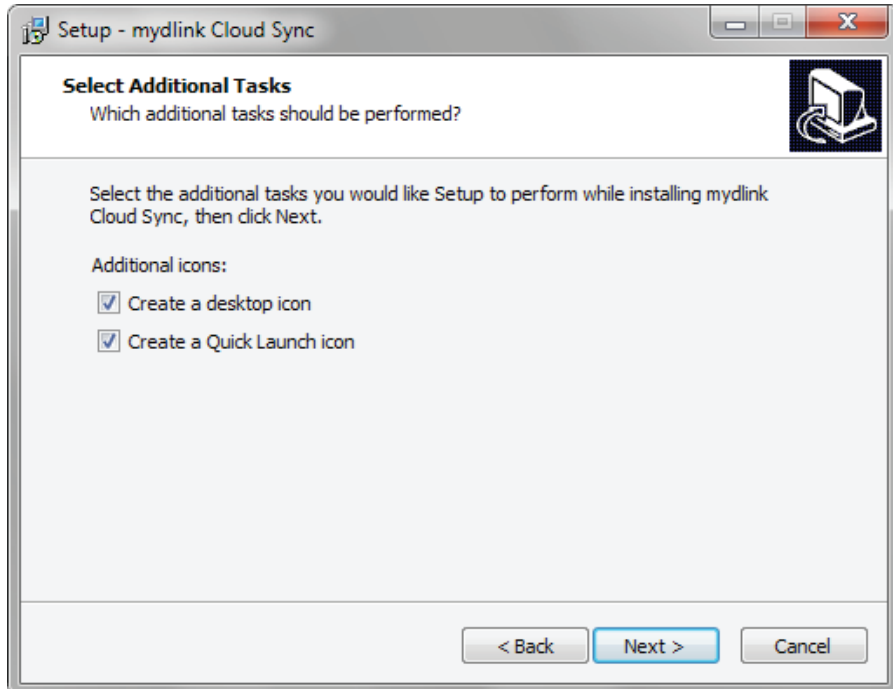 Setup - mydlink Cloud Sync
Select Additional Tasks
Which additional tasks should be performed?
Select the additional tasks you would like Setup to perform while installing mydlink
Cloud Sync, then click Next.
Additional icons:
Create a desktop icon
Create a Quick Launch icon
< Back Next > Cancel